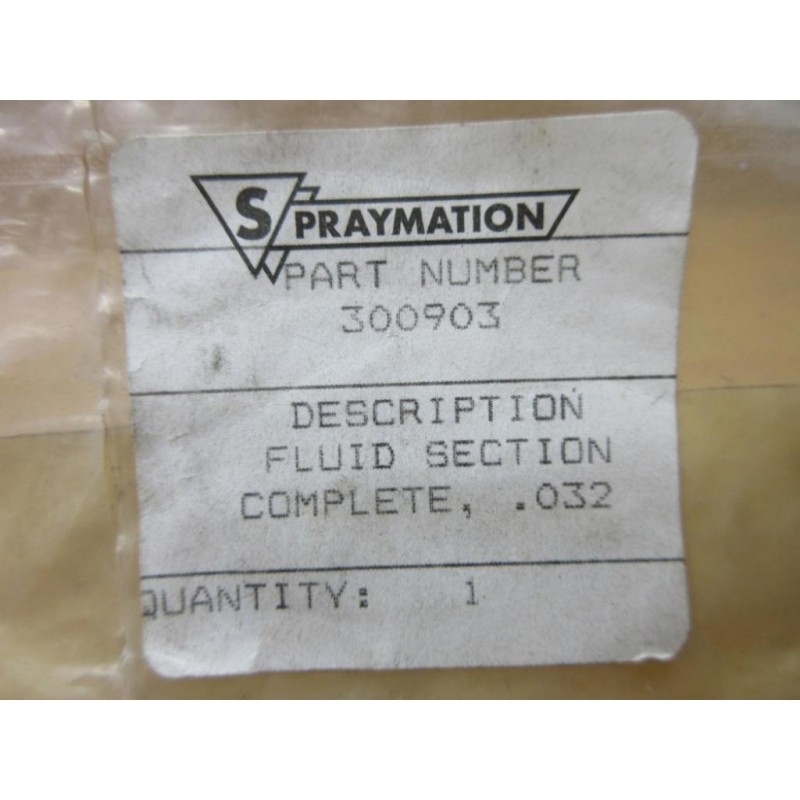 SPRAYMATION
PART NUMBER
300903
DESCRIPTION
FLUID SECTION
COMPLETE, .032
QUANTITY: 1